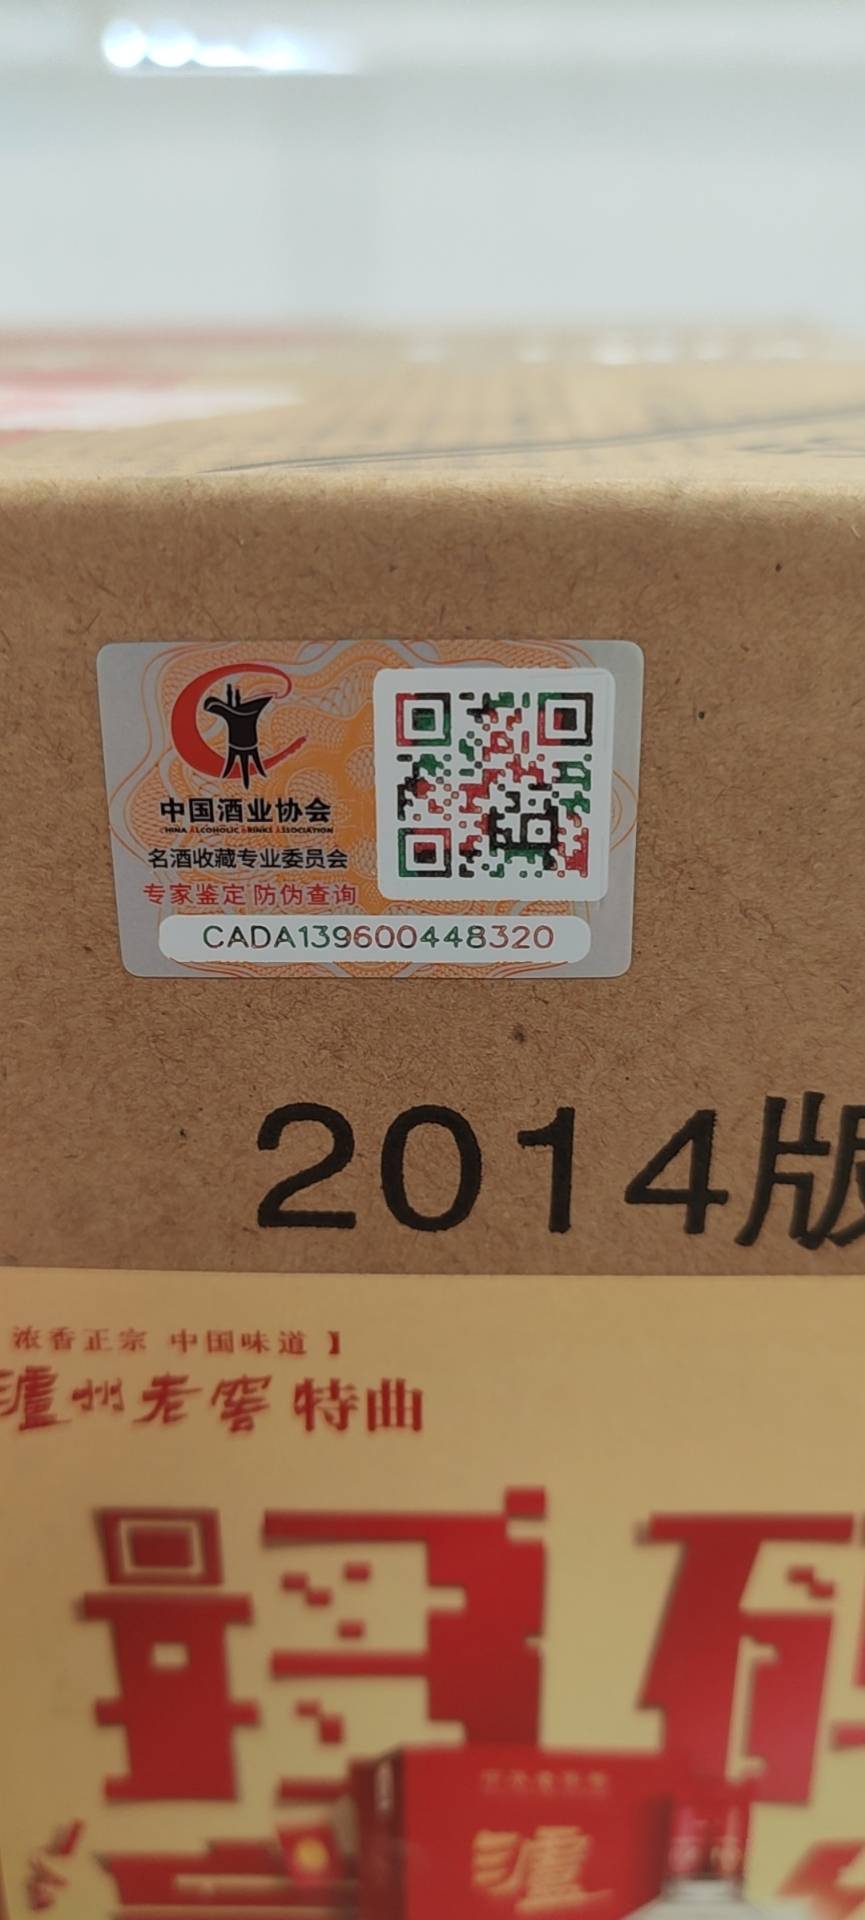 中国酒业协会
CHINA ALCOHOLIC DRINKS ASSOCIATION
名酒收藏专业委员会
专家鉴定 防伪查询
CADA139600448320
2014版
浓香正宗 中国味道 】
泸州老窖 特曲
泸